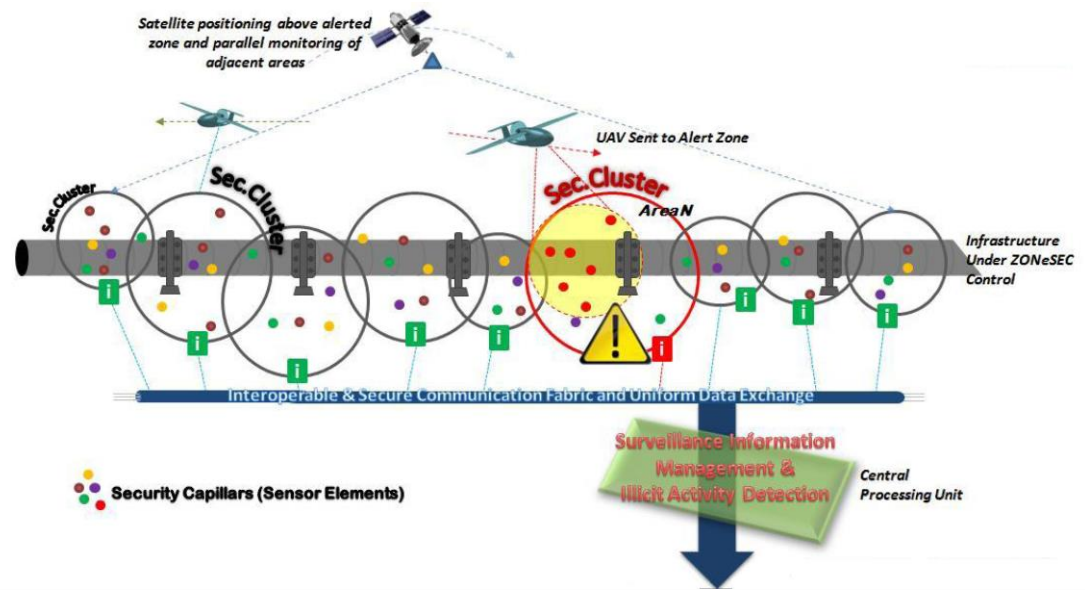 Satellite positioning above alerted
zone and parallel monitoring of
adjacent areas
UAV Sent to Alert Zone
Sec.Cluster
Sec.Cluster
Sec.Cluster
AreaN
Infrastructure
Under ZONeSEC
Control
i
i
i
i
i
!
i
i
i
i
Interoperable & Secure Communication Fabric and Uniform Data Exchange
Surveillance Information
Management &
Illicit Activity Detection
Central
Processing Unit
Security Capillars (Sensor Elements)